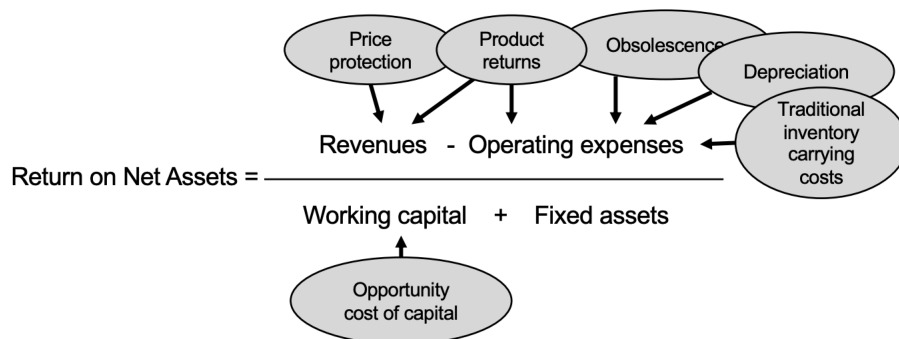 Price
protection
Product
returns
Obsolescence
Depreciation
Traditional
inventory
carrying
costs
Revenues - Operating expenses
Return on Net Assets =
Working capital + Fixed assets
Opportunity
cost of capital